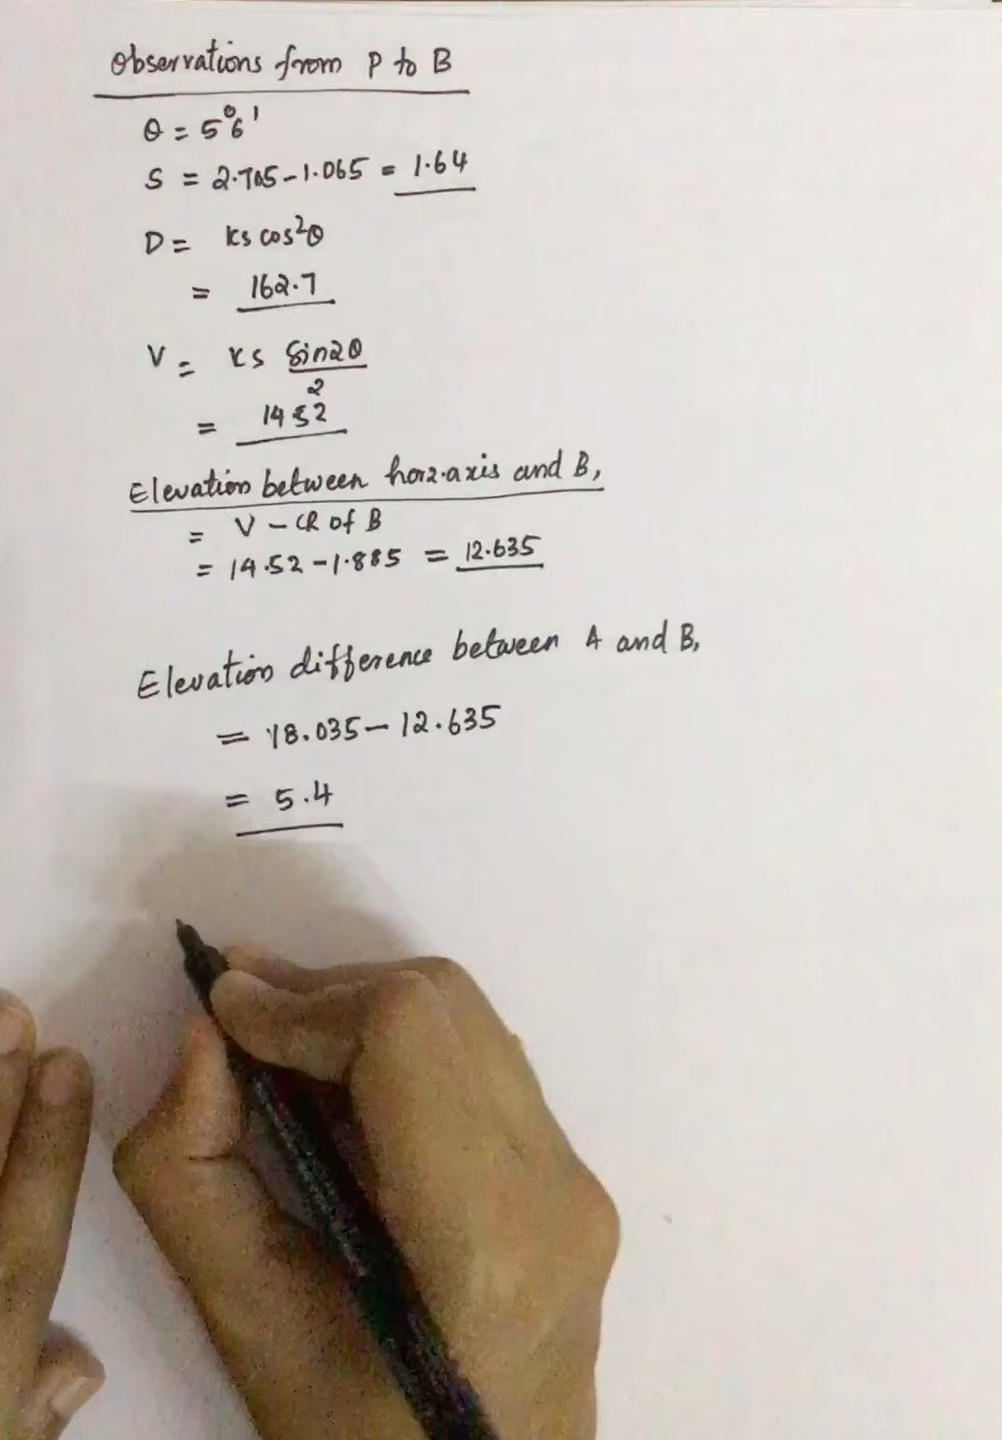 Observations from P to B
θ = 5°6'
S = 2.705-1.065 = 1.64
D = ks cos²θ
= 162.7
V = ks sin2θ
2
= 14 52
Elevation between horz.axis and B,
= V - CR of B
= 14.52-1.885 = 12.635
Elevation difference between A and B,
= 18.035-12.635
= 5.4